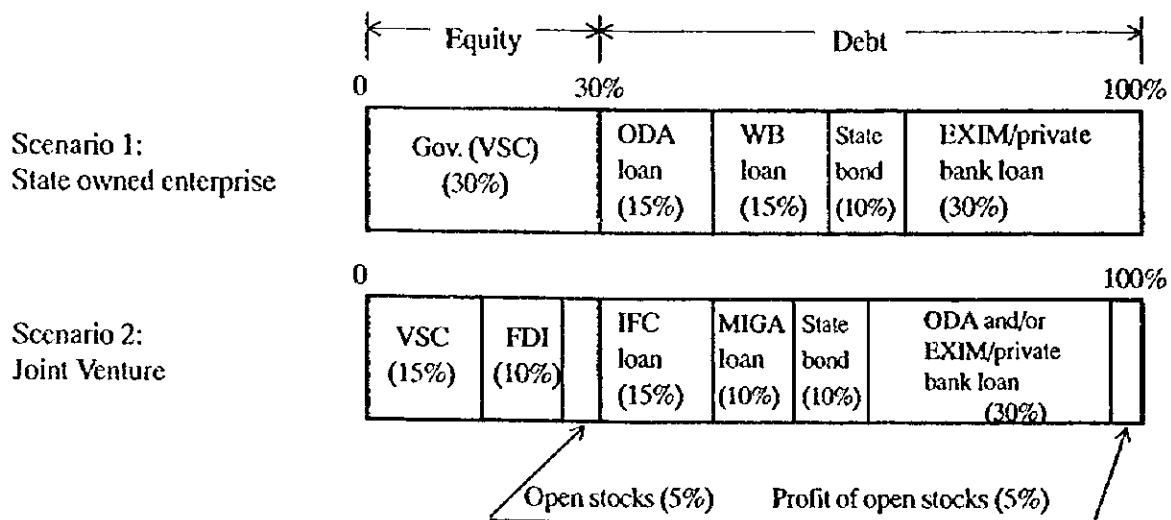 Equity
Debt
0
30%
100%
Scenario 1:
State owned enterprise
Gov. (VSC)
(30%)
ODA
loan
(15%)
WB
loan
(15%)
State
bond
(10%)
EXIM/private
bank loan
(30%)
0
100%
Scenario 2:
Joint Venture
VSC
(15%)
FDI
(10%)
IFC
loan
(15%)
MIGA
loan
(10%)
State
bond
(10%)
ODA and/or
EXIM/private
bank loan
(30%)
Open stocks (5%)
Profit of open stocks (5%)